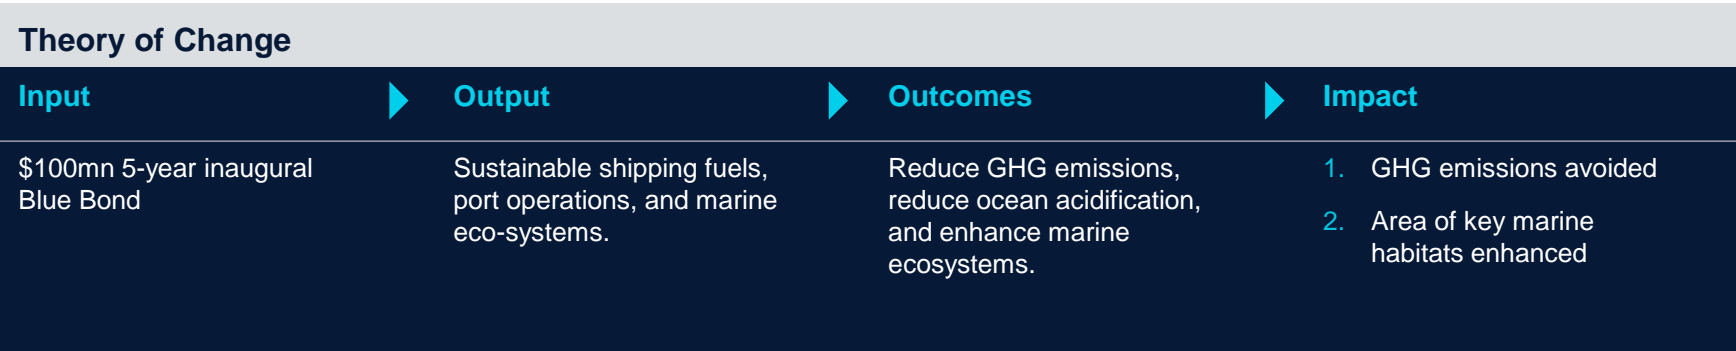 Theory of Change
Input
Output
Outcomes
Impact
$100mn 5-year inaugural
Blue Bond
Sustainable shipping fuels,
port operations, and marine
eco-systems.
Reduce GHG emissions,
reduce ocean acidification,
and enhance marine
ecosystems.
1. GHG emissions avoided
2. Area of key marine
habitats enhanced